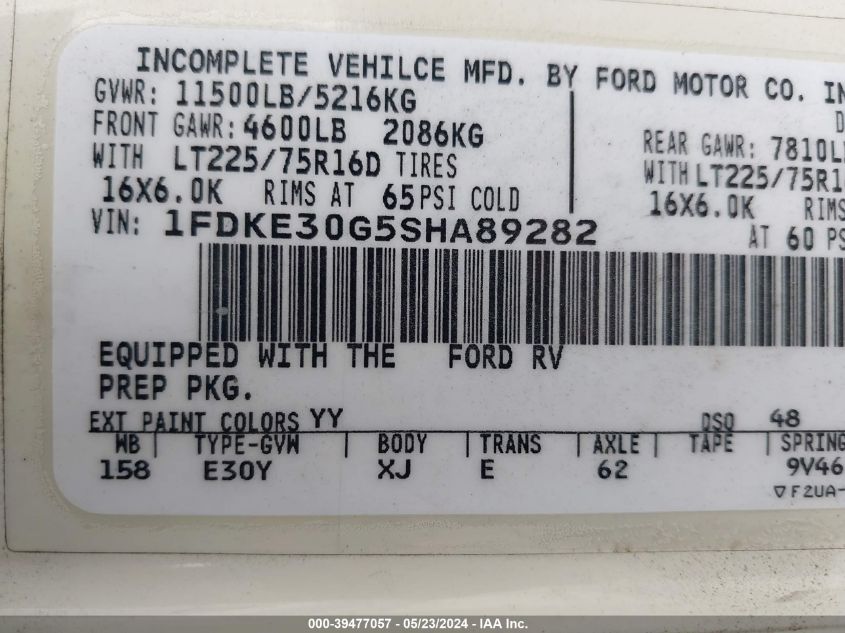 INCOMPLETE VEHILCE MFD. BY FORD MOTOR CO. IN
GVWR: 11500LB/5216KG
FRONT GAWR: 4600LB 2086KG
WITH LT225/75R16D TIRES
16X6.0K RIMS AT 65PSI COLD
D
REAR GAWR: 7810L
WITH LT225/75R1
16X6.0K RIMS
AT 60 PS
VIN: 1FDKE30G5SHA89282
EQUIPPED WITH THE FORD RV
PREP PKG.
EXT PAINT COLORS YY DSO 48
WB | TYPE-GVW | BODY | TRANS | AXLE | TAPE | SPRING
158 E30Y XJ E 62 9V46
▽F2UA-
000-39477057 - 05/23/2024 - IAA Inc.